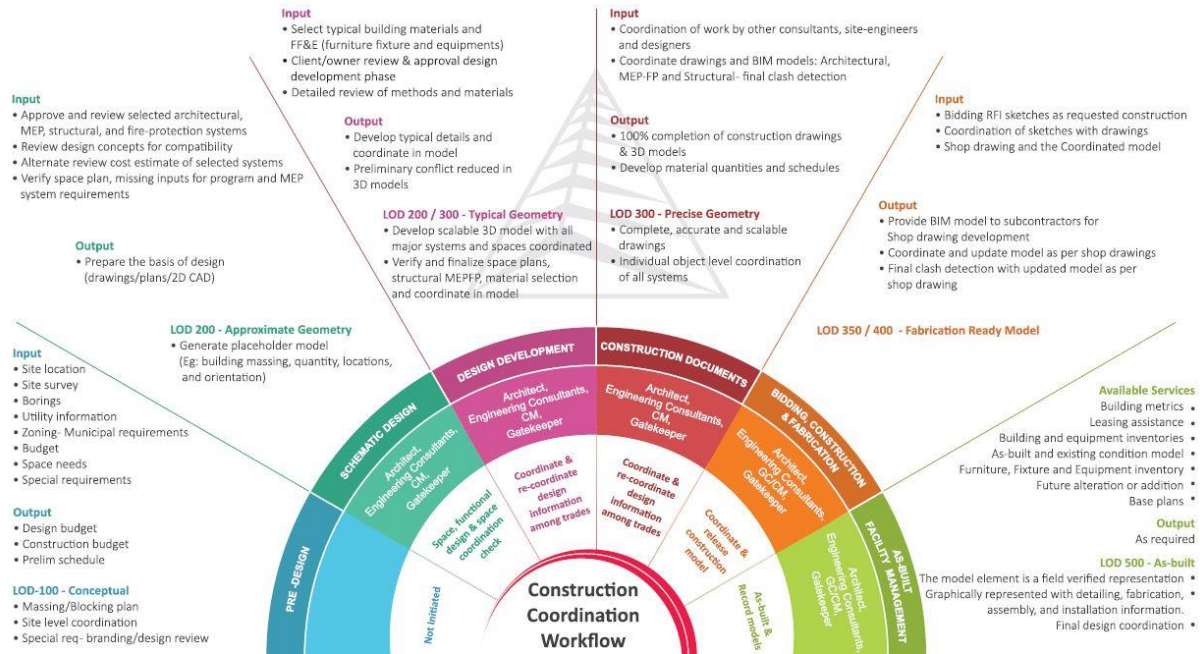 Input
• Site location
• Site survey
• Borings
• Utility information
• Zoning- Municipal requirements
• Budget
• Space needs
• Special requirements
Output
• Design budget
• Construction budget
• Prelim schedule
LOD-100 - Conceptual
• Massing/Blocking plan
• Site level coordination
• Special req- branding/design review
Input
• Approve and review selected architectural,
MEP, structural, and fire-protection systems
• Review design concepts for compatibility
• Alternate review cost estimate of selected systems
• Verify space plan, missing inputs for program and MEP
system requirements
Output
• Prepare the basis of design
(drawings/plans/2D CAD)
LOD 200 - Approximate Geometry
• Generate placeholder model
(Eg: building massing, quantity, locations,
and orientation)
Input
• Select typical building materials and
FF&E (furniture fixture and equipments)
• Client/owner review & approval design
development phase
• Detailed review of methods and materials
Output
• Develop typical details and
coordinate in model
• Preliminary conflict reduced in
3D models
LOD 200 / 300 - Typical Geometry
• Develop scalable 3D model with all
major systems and spaces coordinated
• Verify and finalize space plans,
structural MEPFP, material selection
and coordinate in model
Input
• Coordination of work by other consultants, site-engineers
and designers
• Coordinate drawings and BIM models: Architectural,
MEP-FP and Structural- final clash detection
Output
• 100% completion of construction drawings
& 3D models
• Develop material quantities and schedules
LOD 300 - Precise Geometry
• Complete, accurate and scalable
drawings
• Individual object level coordination
of all systems
Input
• Bidding RFI sketches as requested construction
• Coordination of sketches with drawings
• Shop drawing and the Coordinated model
Output
• Provide BIM model to subcontractors for
Shop drawing development
• Coordinate and update model as per shop drawings
• Final clash detection with updated model as per
shop drawing
LOD 350 / 400 - Fabrication Ready Model
Available Services
Building metrics •
Leasing assistance •
Building and equipment inventories •
As-built and existing condition model •
Furniture, Fixture and Equipment inventory •
Future alteration or addition •
Base plans •
Output
As required
LOD 500 - As-built
The model element is a field verified representation •
Graphically represented with detailing, fabrication, •
assembly, and installation information.
Final design coordination •
PRE-DESIGN
Not Initiated
SCHEMATIC DESIGN
Architect,
Engineering Consultants,
CM,
Gatekeeper
Space, functional
design & space
coordination
check
DESIGN DEVELOPMENT
Architect,
Engineering Consultants,
CM,
Gatekeeper
Coordinate &
re-coordinate
design
information
among trades
CONSTRUCTION DOCUMENTS
Architect,
Engineering Consultants,
CM,
Gatekeeper
Coordinate &
re-coordinate
design
information
among trades
BIDDING, CONSTRUCTION
& FABRICATION
Architect,
Engineering Consultants,
GC/CM,
Gatekeeper
Coordinate &
release
construction
model
AS-BUILT
FACILITY MANAGEMENT
Architect,
Engineering Consultants,
GC/CM,
Gatekeeper
As-built &
Record models
Construction
Coordination
Workflow